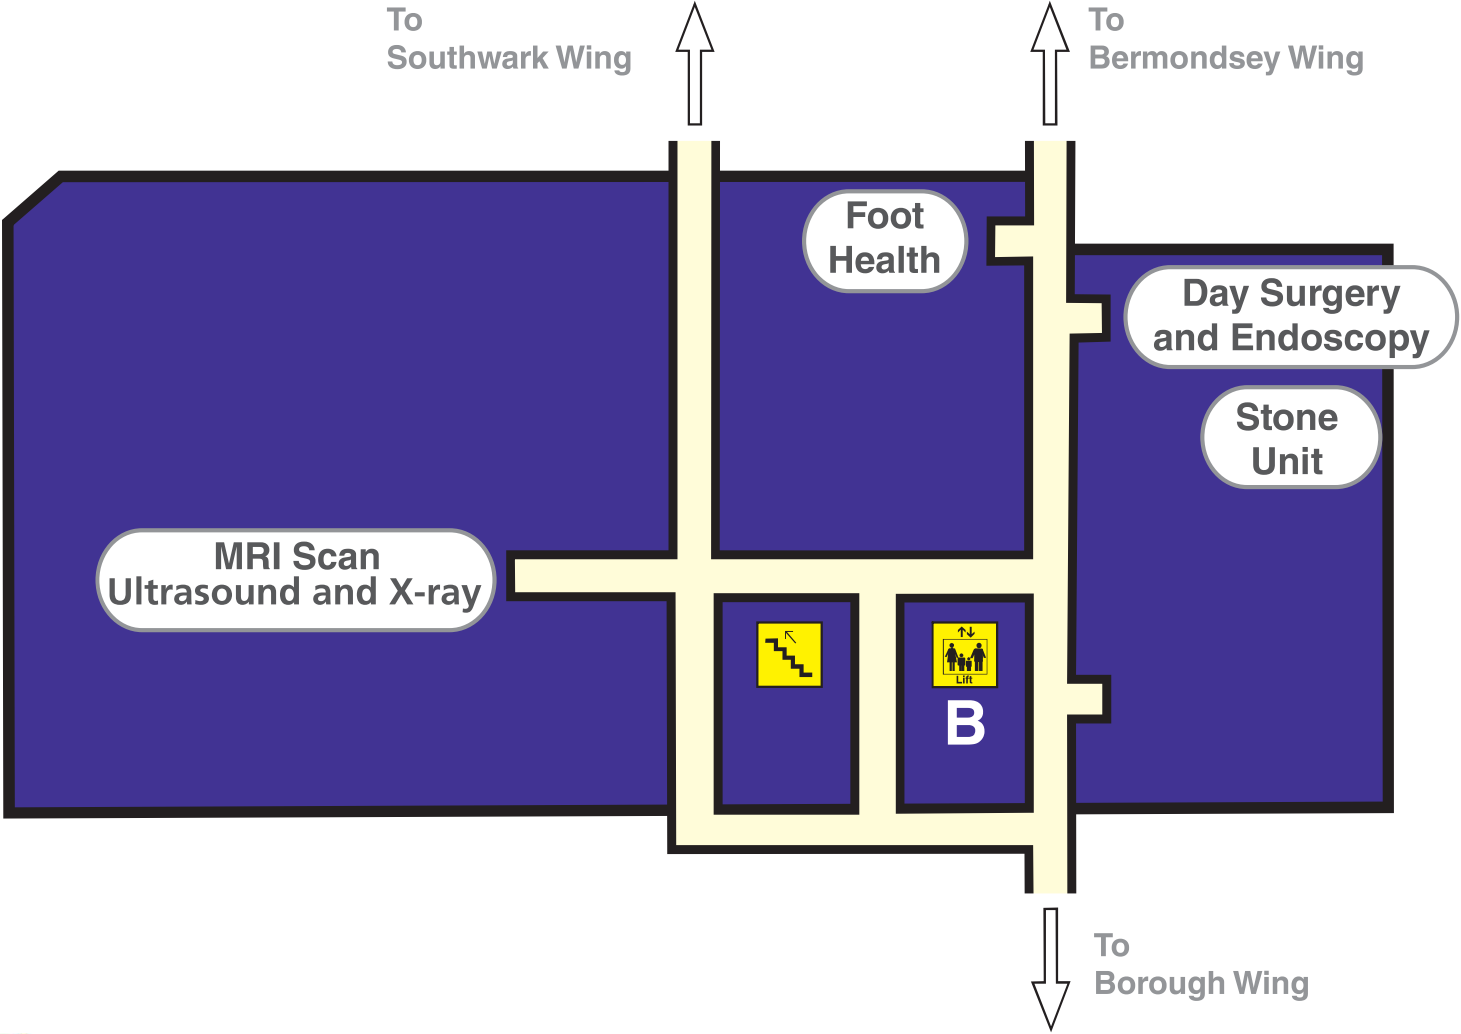 To
Southwark Wing
To
Bermondsey Wing
Foot
Health
Day Surgery
and Endoscopy
Stone
Unit
MRI Scan
Ultrasound and X-ray
Lift
B
To
Borough Wing